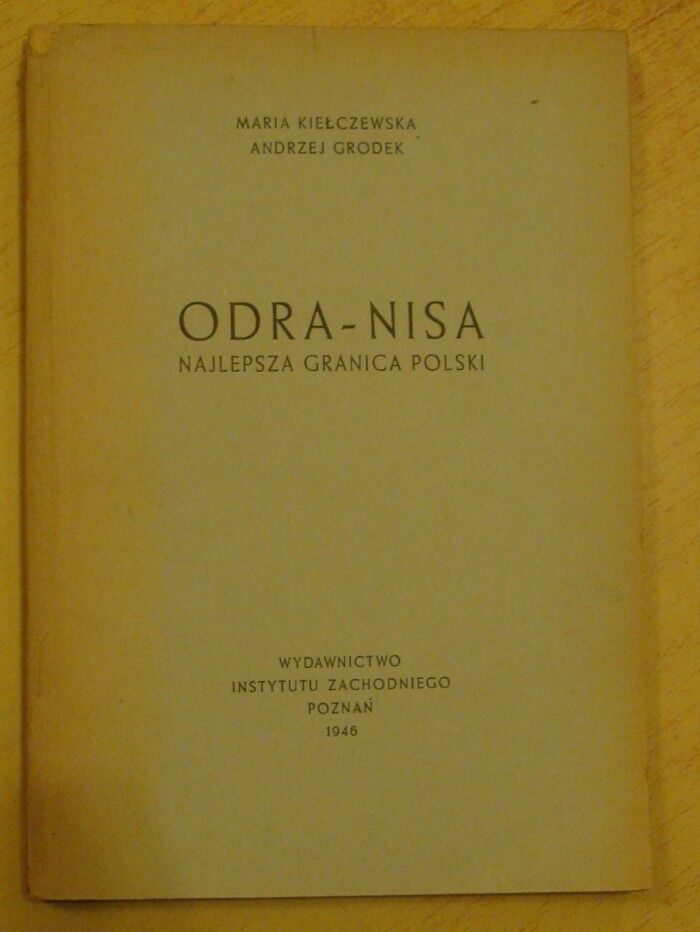 MARIA KIEŁCZEWSKA
ANDRZEJ GRODEK
ODRA-NISA
NAJLEPSZA GRANICA POLSKI
WYDAWNICTWO
INSTYTUTU ZACHODNIEGO
POZNAŃ
1946